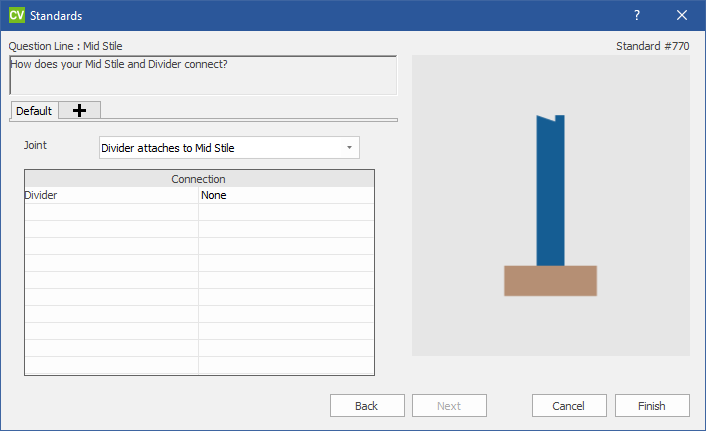 CV Standards ?
Question Line : Mid Stile
Standard #770
How does your Mid Stile and Divider connect?
Default
Joint
Divider attaches to Mid Stile
Connection
Divider None
Back Next Cancel Finish